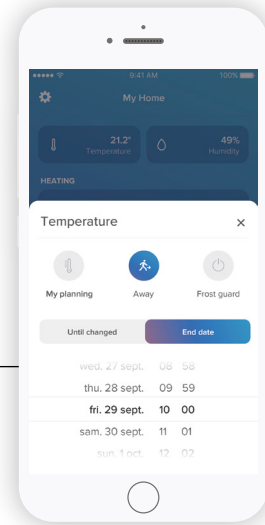 9:41 AM 100%
My Home
21.2° 49%
Temperature Humidity
HEATING
Temperature ×
My planning Away Frost guard
Until changed End date
wed. 27 sept. 08 58
thu. 28 sept. 09 59
fri. 29 sept. 10 00
sam. 30 sept. 11 01
sun. 1 oct. 12 02